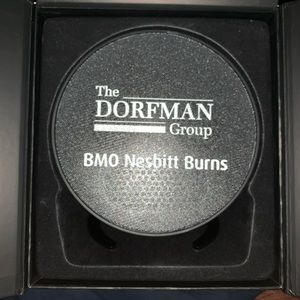 The
DORFMAN
Group
BMO Nesbitt Burns